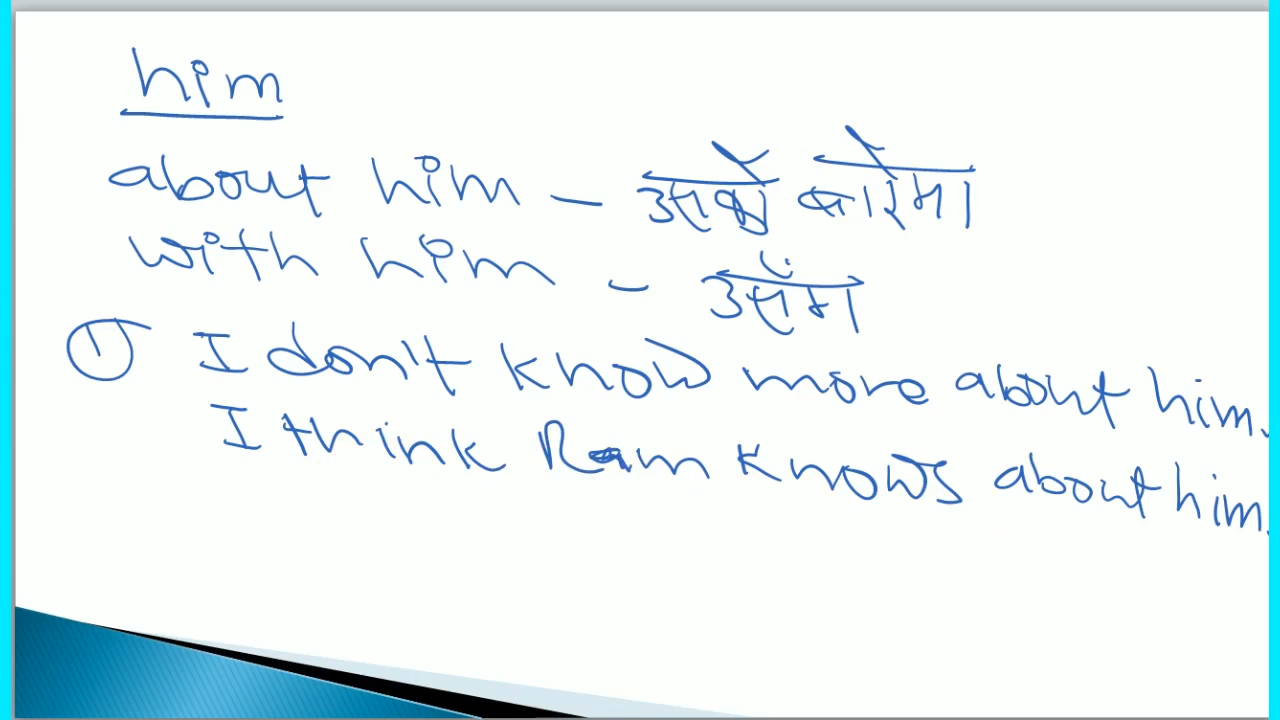 him
about him – उसको बारेमा
with him – उसँग
① I don't know more about him.
I think Ram knows about him.